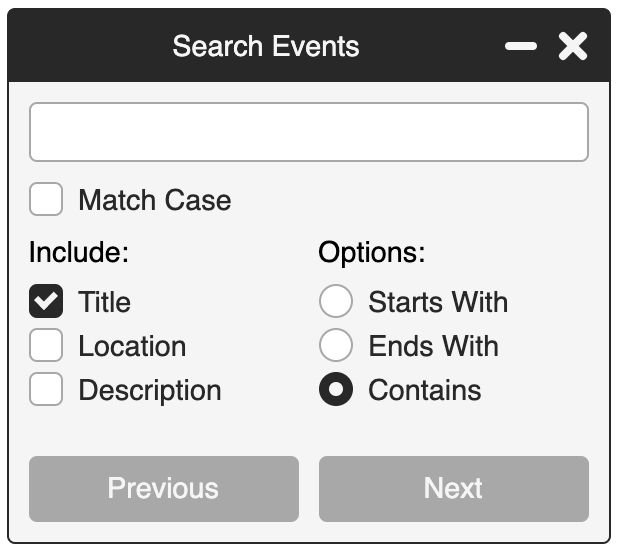 Search Events
Match Case
Include:
Options:
Title
Starts With
Location
Ends With
Description
Contains
Previous
Next